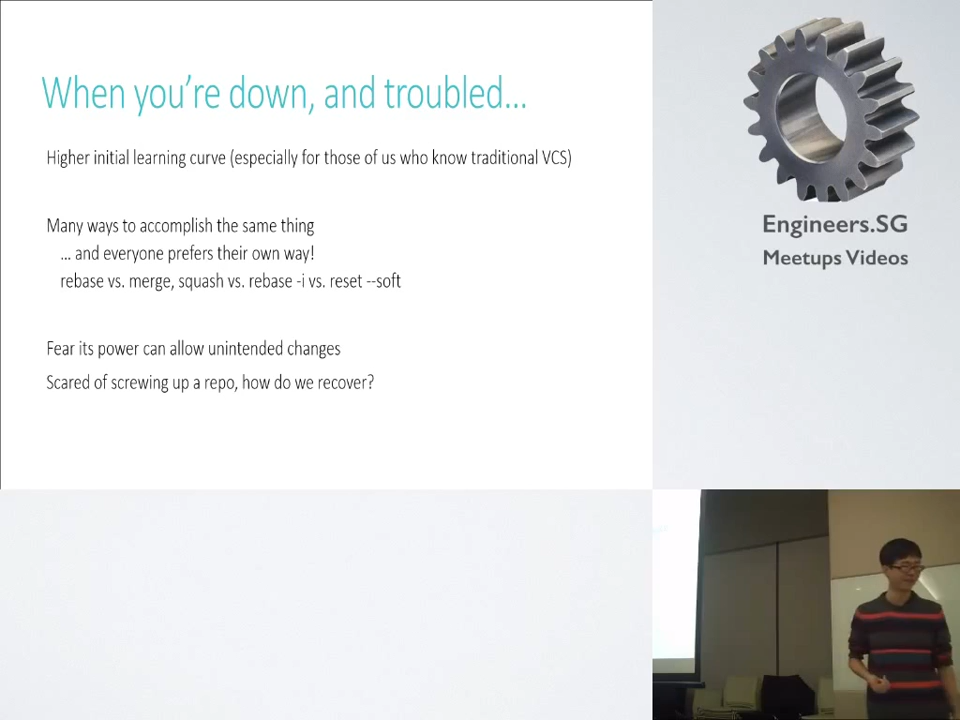 When you're down, and troubled...
Higher initial learning curve (especially for those of us who know traditional VCS)
Many ways to accomplish the same thing
... and everyone prefers their own way!
rebase vs. merge, squash vs. rebase -i vs. reset --soft
Fear its power can allow unintended changes
Scared of screwing up a repo, how do we recover?
Engineers.SG
Meetups Videos